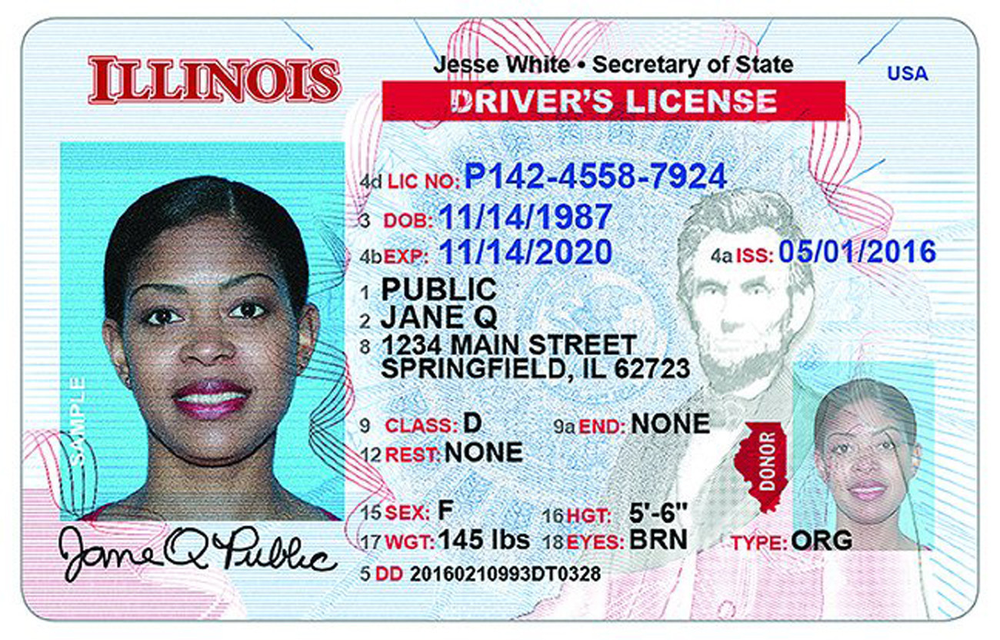 ILLINOIS
Jesse White • Secretary of State
USA
DRIVER'S LICENSE
4d LIC NO: P142-4558-7924
3 DOB: 11/14/1987
4b EXP: 11/14/2020 4a ISS: 05/01/2016
1 PUBLIC
2 JANE Q
8 1234 MAIN STREET
SPRINGFIELD, IL 62723
9 CLASS: D 9a END: NONE
12 REST: NONE
DONOR
15 SEX: F 16 HGT: 5'-6"
17 WGT: 145 lbs 18 EYES: BRN TYPE: ORG
5 DD 20160210993DT0328
SAMPLE
Jane Q Public